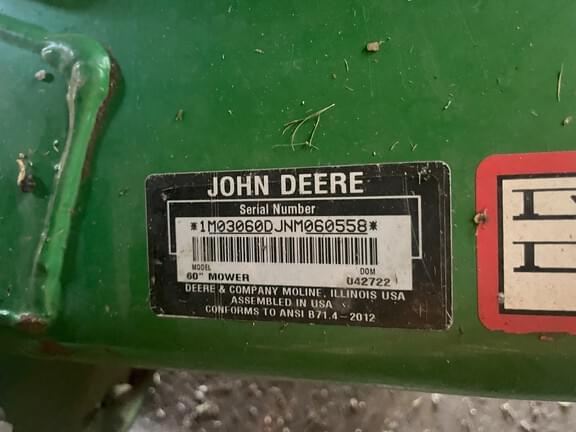 JOHN DEERE
Serial Number
*1M03060DJNM060558*
MODEL DOM
60" MOWER 042722
DEERE & COMPANY MOLINE, ILLINOIS USA
ASSEMBLED IN USA
CONFORMS TO ANSI B71.4-2012